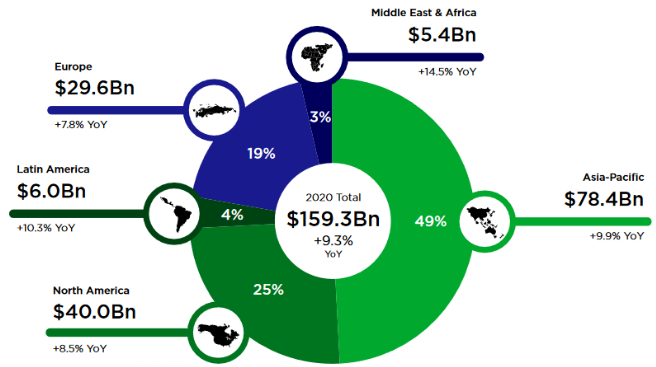 Middle East & Africa
$5.4Bn
+14.5% YoY
Europe
$29.6Bn
+7.8% YoY
3%
19%
Latin America
$6.0Bn
+10.3% YoY
4%
2020 Total
$159.3Bn
+9.3%
YoY
49%
Asia-Pacific
$78.4Bn
+9.9% YoY
25%
North America
$40.0Bn
+8.5% YoY